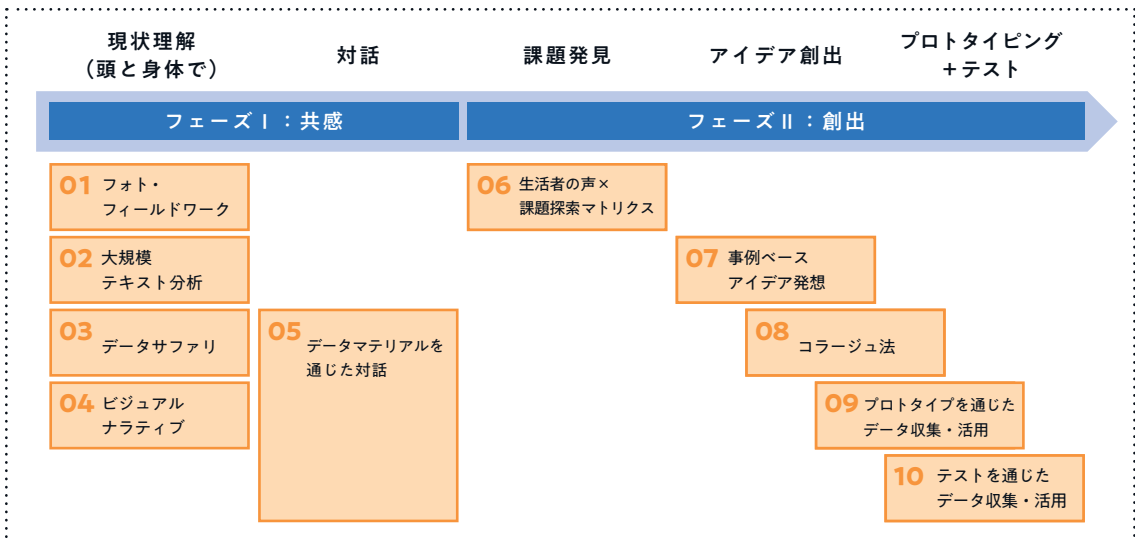 現状理解
（頭と身体で）
対話
課題発見
アイデア創出
プロトタイピング
＋テスト
フェーズⅠ：共感
フェーズⅡ：創出
01 フォト・
フィールドワーク
02 大規模
テキスト分析
03 データサファリ
04 ビジュアル
ナラティブ
05 データマテリアルを
通じた対話
06 生活者の声×
課題探索マトリクス
07 事例ベース
アイデア発想
08 コラージュ法
09 プロトタイプを通じた
データ収集・活用
10 テストを通じた
データ収集・活用